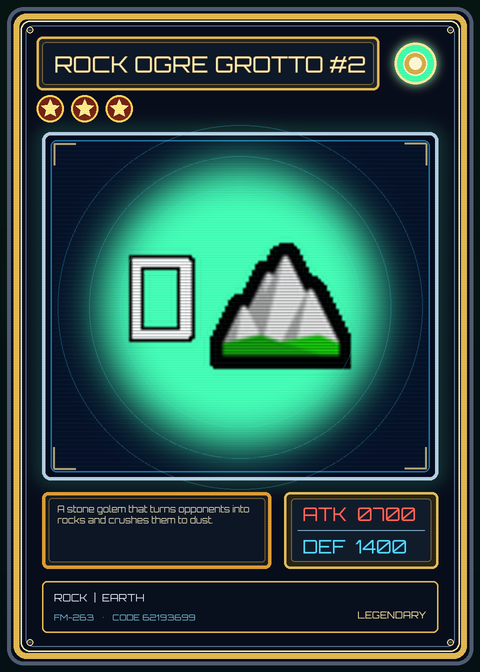 ROCK OGRE GROTTO #2
A stone golem that turns opponents into
rocks and crushes them to dust.
ATK 0700
DEF 1400
ROCK | EARTH
FM-263 · CODE 62193699
LEGENDARY